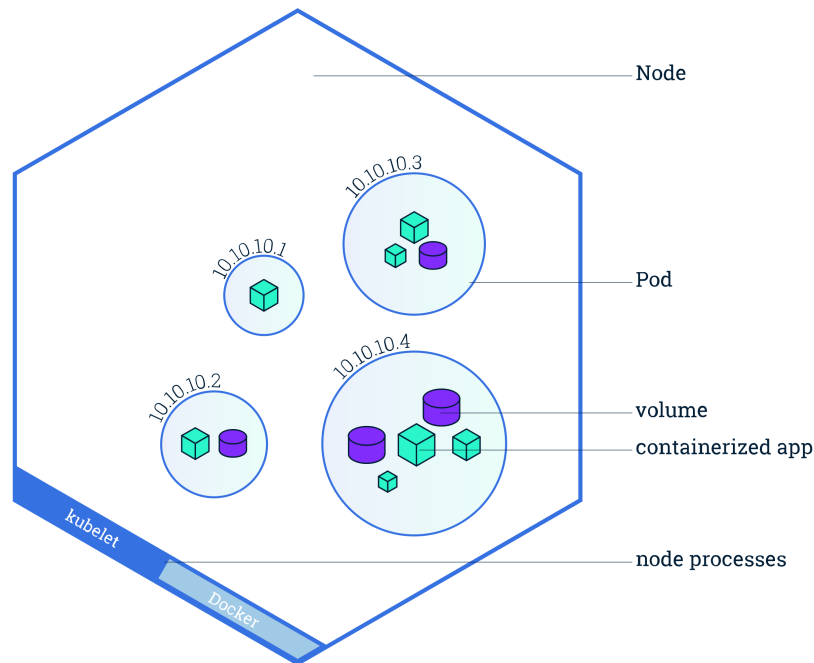 Node
10.10.10.3
10.10.10.1
Pod
10.10.10.4
10.10.10.2
volume
containerized app
kubelet
node processes
Docker